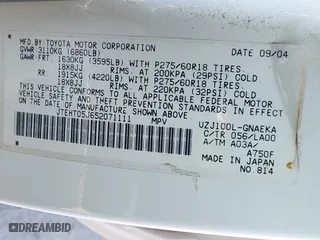 MFD. BY: TOYOTA MOTOR CORPORATION DATE 09/04
GVWR 3110KG (6860LB)
GAWR FRT 1630KG (3595LB) WITH P275/60R18 TIRES,
18X8JJ RIMS, AT 200KPA (29PSI) COLD
RR 1915KG (4220LB) WITH P275/60R18 TIRES,
18X8JJ RIMS, AT 220KPA (32PSI) COLD
THIS VEHICLE CONFORMS TO ALL APPLICABLE
FEDERAL MOTOR VEHICLE SAFETY AND
THEFT PREVENTION STANDARDS IN EFFECT ON
THE DATE OF MANUFACTURE SHOWN ABOVE.
JTEHT05J652071111 MPV
UZJ100L-GNAEKA
C/TR 056/LA00
A/TM A03A/
A750F
MADE IN JAPAN
NO.814